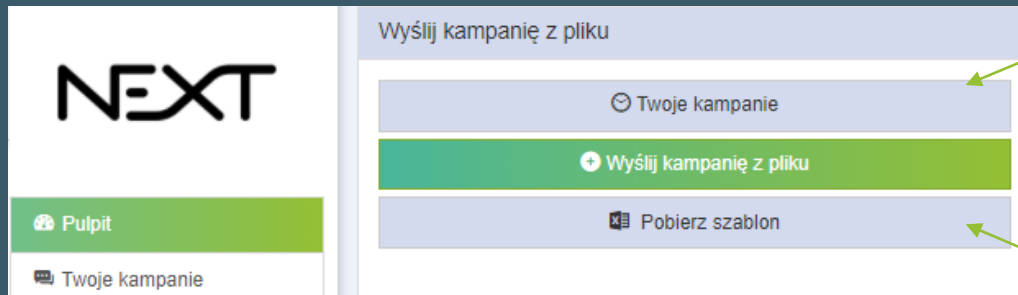 NEXT
Pulpit
Twoje kampanie
Wyślij kampanię z pliku
Twoje kampanie
Wyślij kampanię z pliku
Pobierz szablon